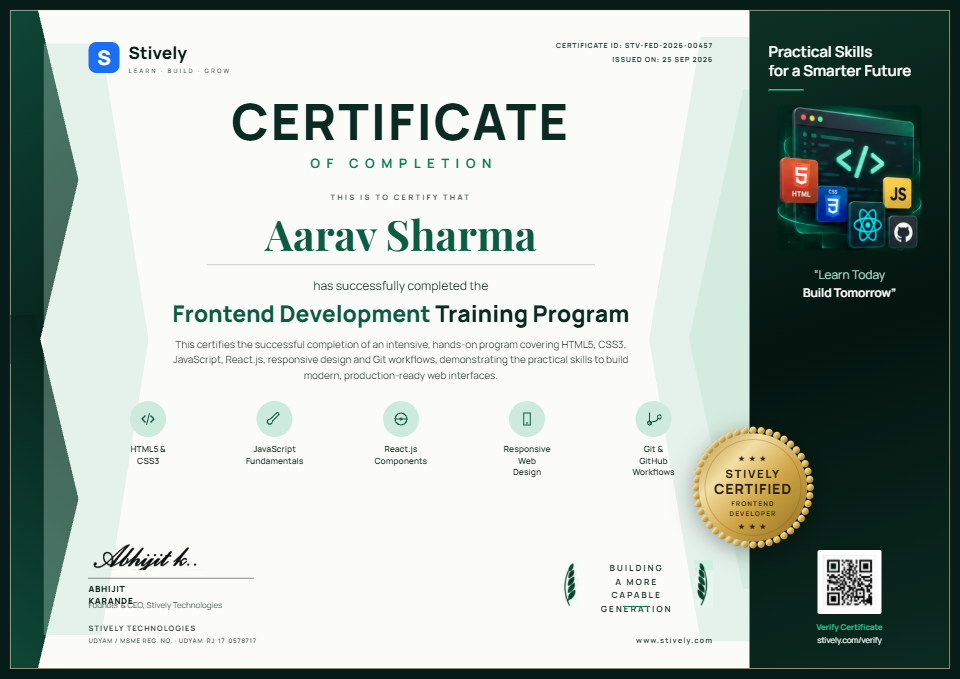 S
Stively
LEARN · BUILD · GROW
CERTIFICATE ID: STV-FED-2026-00457
ISSUED ON: 25 SEP 2026
CERTIFICATE
OF COMPLETION
THIS IS TO CERTIFY THAT
Aarav Sharma
has successfully completed the
Frontend Development Training Program
This certifies the successful completion of an intensive, hands-on program covering HTML5, CSS3,
JavaScript, React.js, responsive design and Git workflows, demonstrating the practical skills to build
modern, production-ready web interfaces.
</>
HTML5 &
CSS3
JavaScript
Fundamentals
React.js
Components
Responsive
Web
Design
Git &
GitHub
Workflows
Abhijit k..
ABHIJIT
KARANDE
Founder & CEO, Stively Technologies
STIVELY TECHNOLOGIES
UDYAM / MSME REG. NO. · UDYAM-RJ-17-0578717
BUILDING
A MORE
CAPABLE
GENERATION
www.stively.com
Practical Skills
for a Smarter Future
</>
5
HTML
CSS
3
JS
“Learn Today
Build Tomorrow”
STIVELY
CERTIFIED
FRONTEND
DEVELOPER
Verify Certificate
stively.com/verify